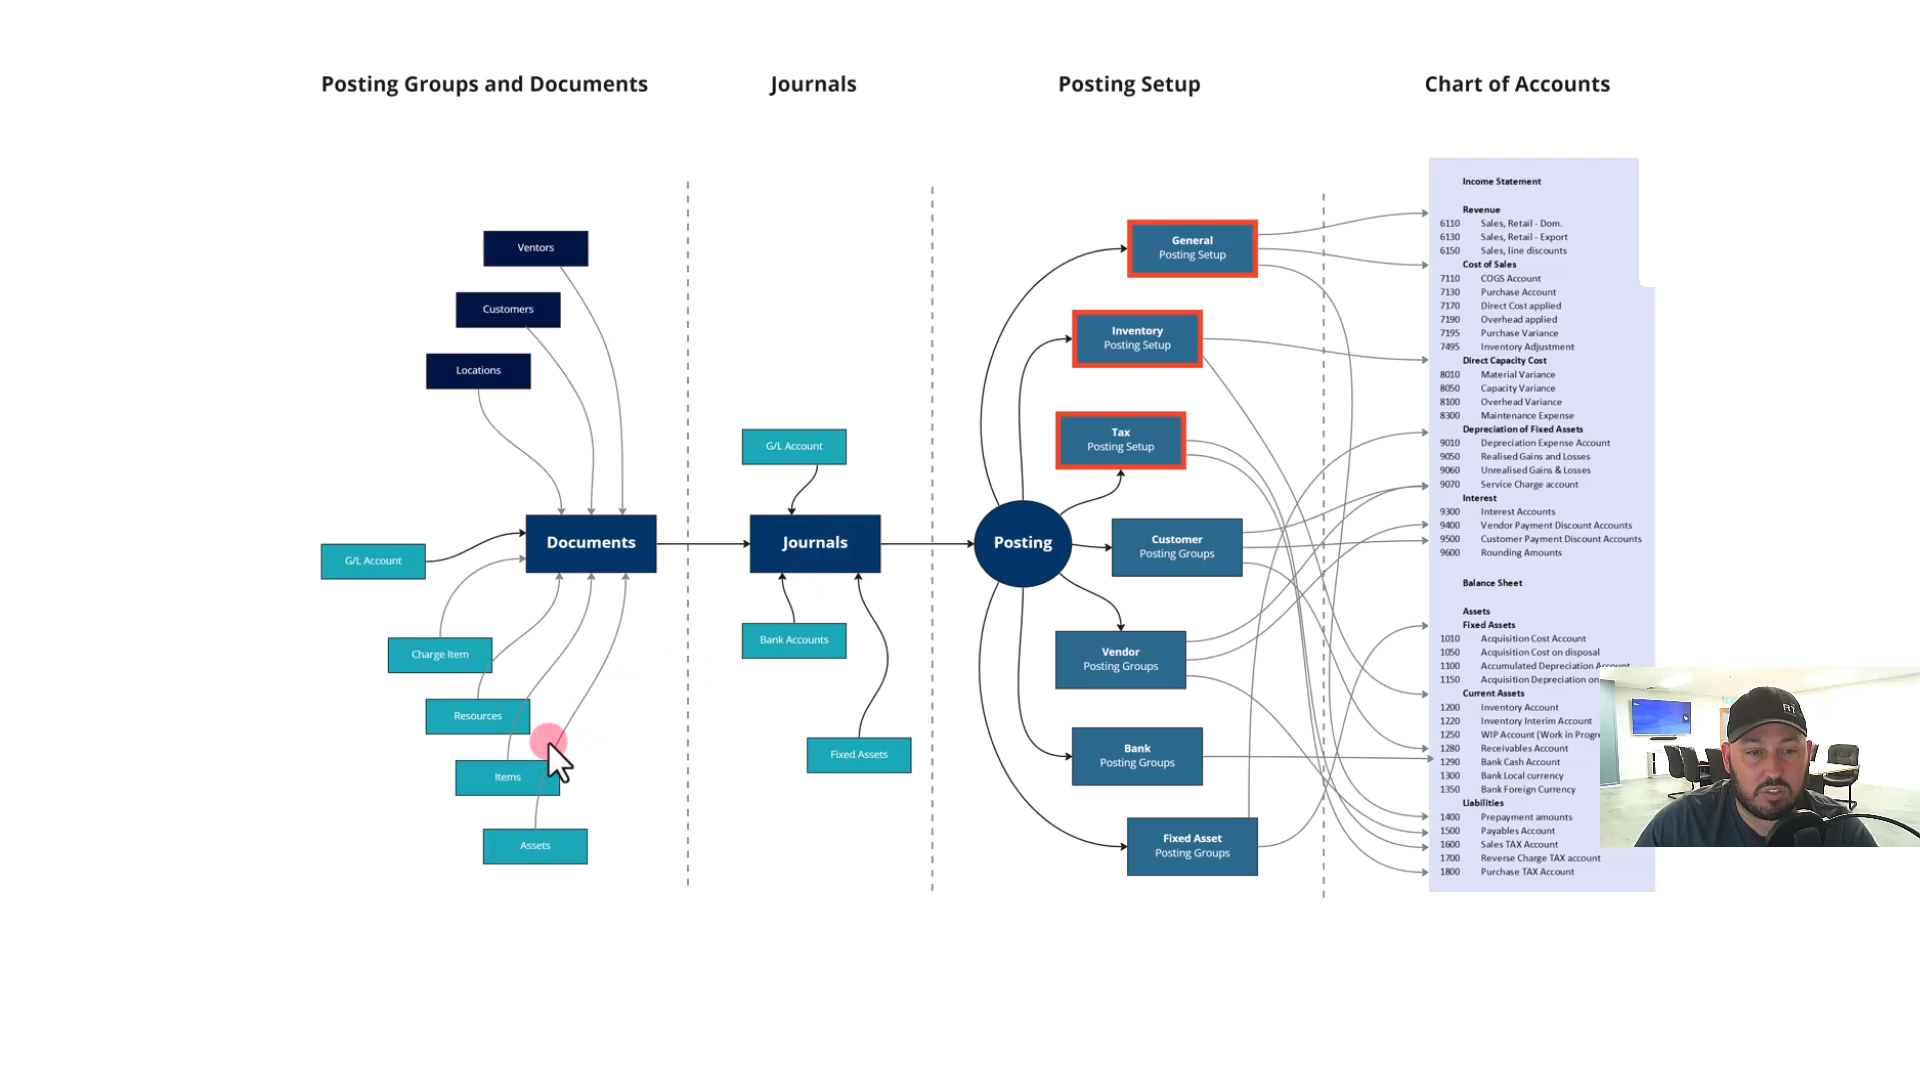 Posting Groups and Documents
Journals
Posting Setup
Chart of Accounts
Ventors
Customers
Locations
G/L Account
Documents
Charge Item
Resources
Items
Assets
G/L Account
Journals
Bank Accounts
Fixed Assets
Posting
General
Posting Setup
Inventory
Posting Setup
Tax
Posting Setup
Customer
Posting Groups
Vendor
Posting Groups
Bank
Posting Groups
Fixed Asset
Posting Groups
Income Statement
Revenue
6110 Sales, Retail - Dom.
6130 Sales, Retail - Export
6150 Sales, line discounts
Cost of Sales
7110 COGS Account
7130 Purchase Account
7170 Direct Cost applied
7190 Overhead applied
7195 Purchase Variance
7495 Inventory Adjustment
Direct Capacity Cost
8010 Material Variance
8050 Capacity Variance
8100 Overhead Variance
8300 Maintenance Expense
Depreciation of Fixed Assets
9010 Depreciation Expense Account
9050 Realised Gains and Losses
9060 Unrealised Gains & Losses
9070 Service Charge account
Interest
9300 Interest Accounts
9400 Vendor Payment Discount Accounts
9500 Customer Payment Discount Accounts
9600 Rounding Amounts
Balance Sheet
Assets
Fixed Assets
1010 Acquisition Cost Account
1050 Acquisition Cost on disposal
1100 Accumulated Depreciation Account
1150 Acquisition Depreciation on
Current Assets
1200 Inventory Account
1220 Inventory Interim Account
1250 WIP Account (Work in Progre
1280 Receivables Account
1290 Bank Cash Account
1300 Bank Local currency
1350 Bank Foreign Currency
Liabilities
1400 Prepayment amounts
1500 Payables Account
1600 Sales TAX Account
1700 Reverse Charge TAX account
1800 Purchase TAX Account